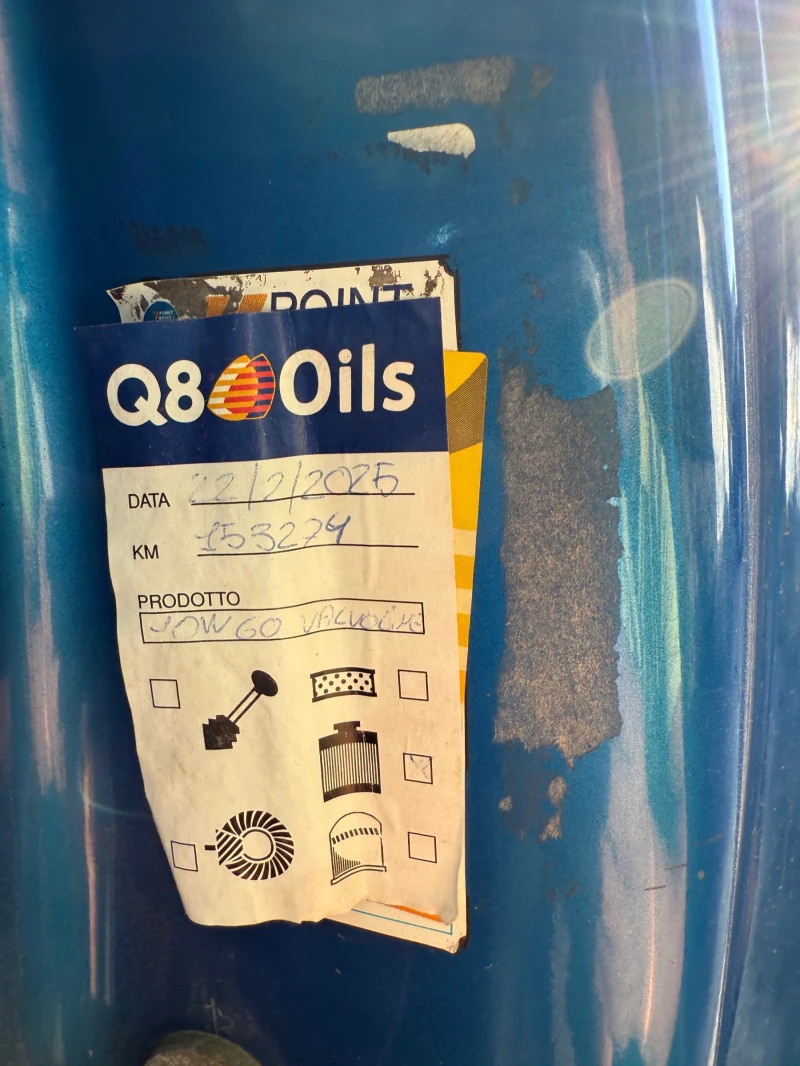 POINT
Q8 Oils
DATA 22/2/2025
KM 153274
PRODOTTO
10W60 VALVOLINE